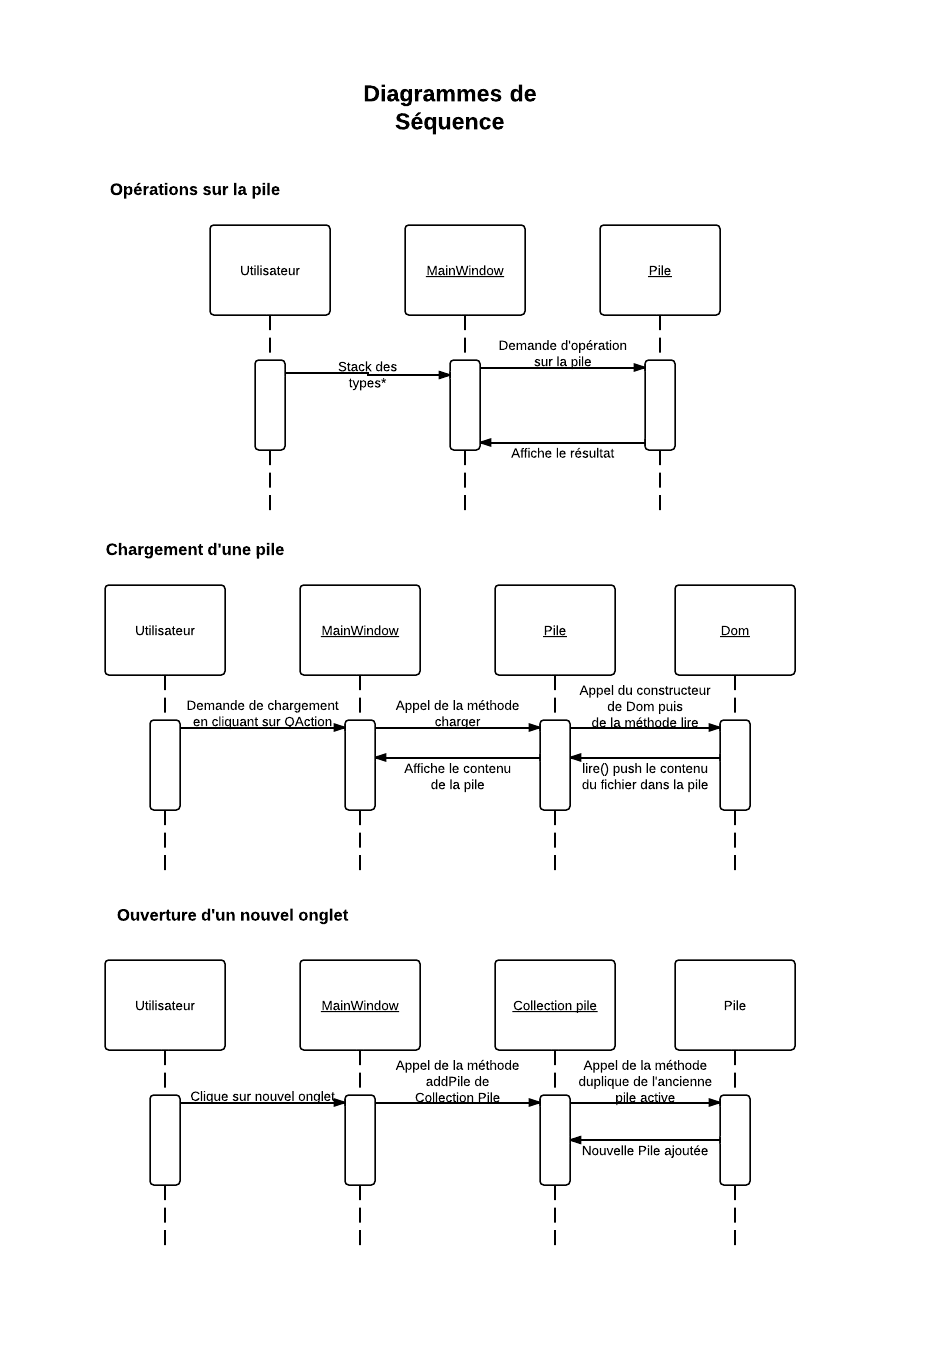 Diagrammes de
Séquence
Opérations sur la pile
Utilisateur
MainWindow
Pile
Stack des
types*
Demande d'opération
sur la pile
Affiche le résultat
Chargement d'une pile
Utilisateur
MainWindow
Pile
Dom
Demande de chargement
en cliquant sur QAction
Appel de la méthode
charger
Appel du constructeur
de Dom puis
de la méthode lire
Affiche le contenu
de la pile
lire() push le contenu
du fichier dans la pile
Ouverture d'un nouvel onglet
Utilisateur
MainWindow
Collection pile
Pile
Clique sur nouvel onglet
Appel de la méthode
addPile de
Collection Pile
Appel de la méthode
duplique de l'ancienne
pile active
Nouvelle Pile ajoutée